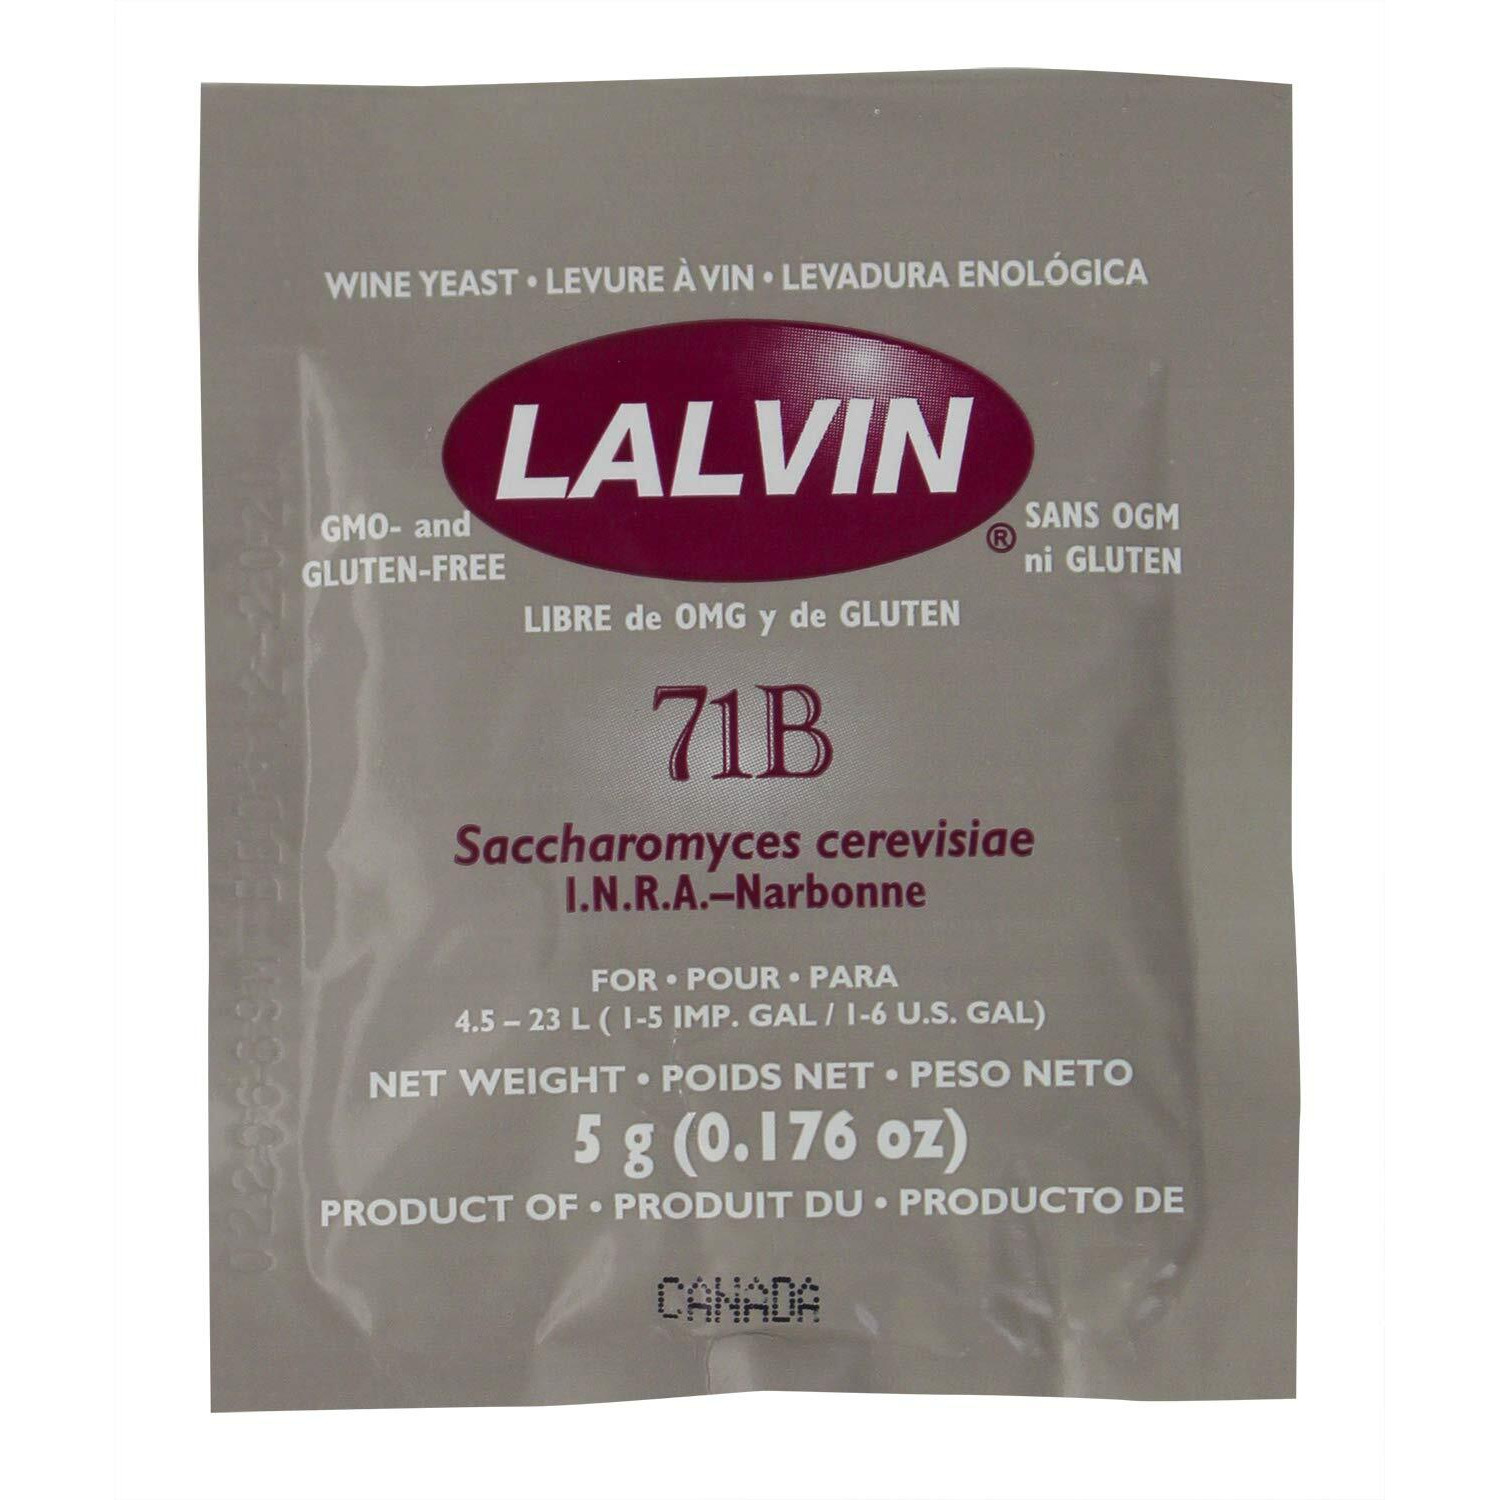 WINE YEAST • LEVURE À VIN • LEVADURA ENOLÓGICA
LALVIN®
GMO- and
GLUTEN-FREE
SANS OGM
ni GLUTEN
LIBRE de OMG y de GLUTEN
71B
Saccharomyces cerevisiae
I.N.R.A.–Narbonne
FOR • POUR • PARA
4.5 – 23 L ( 1-5 IMP. GAL / 1-6 U.S. GAL)
NET WEIGHT • POIDS NET • PESO NETO
5 g (0.176 oz)
PRODUCT OF • PRODUIT DU • PRODUCTO DE
CANADA